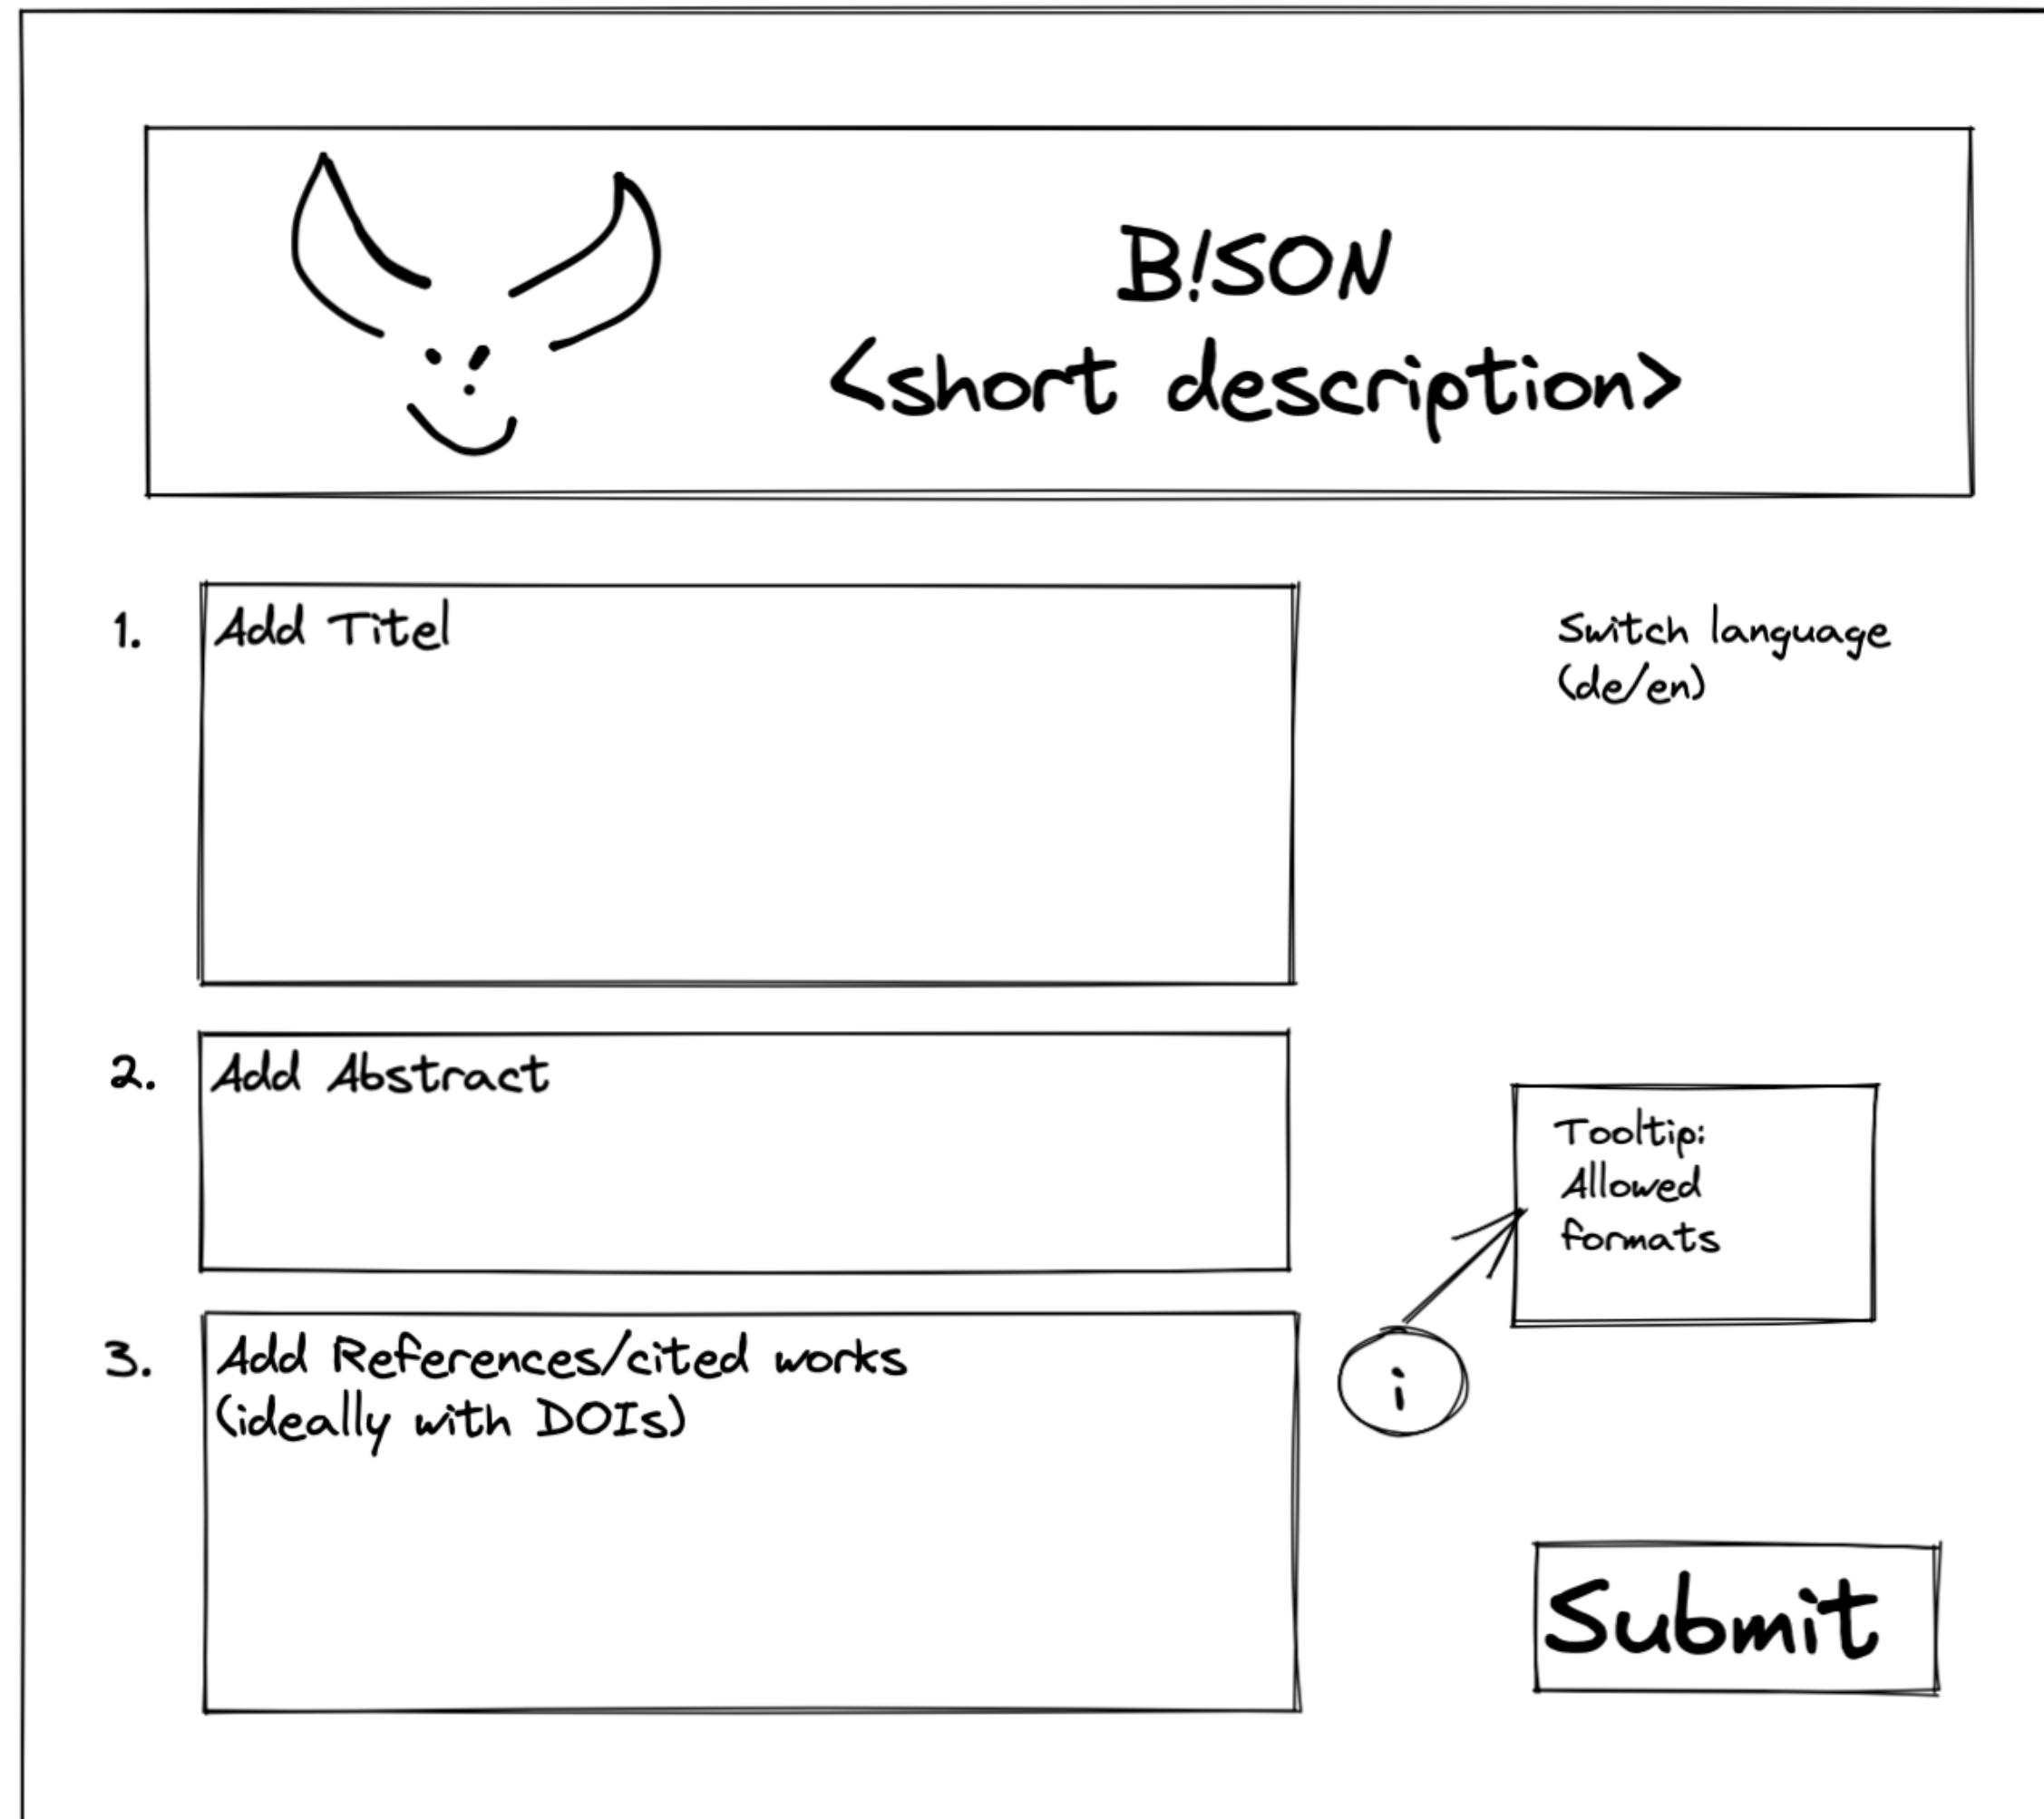 B!SON
<short description>
1. Add Titel
Switch language
(de/en)
2. Add Abstract
Tooltip:
Allowed
formats
3. Add References/cited works
(ideally with DOIs)
i
Submit